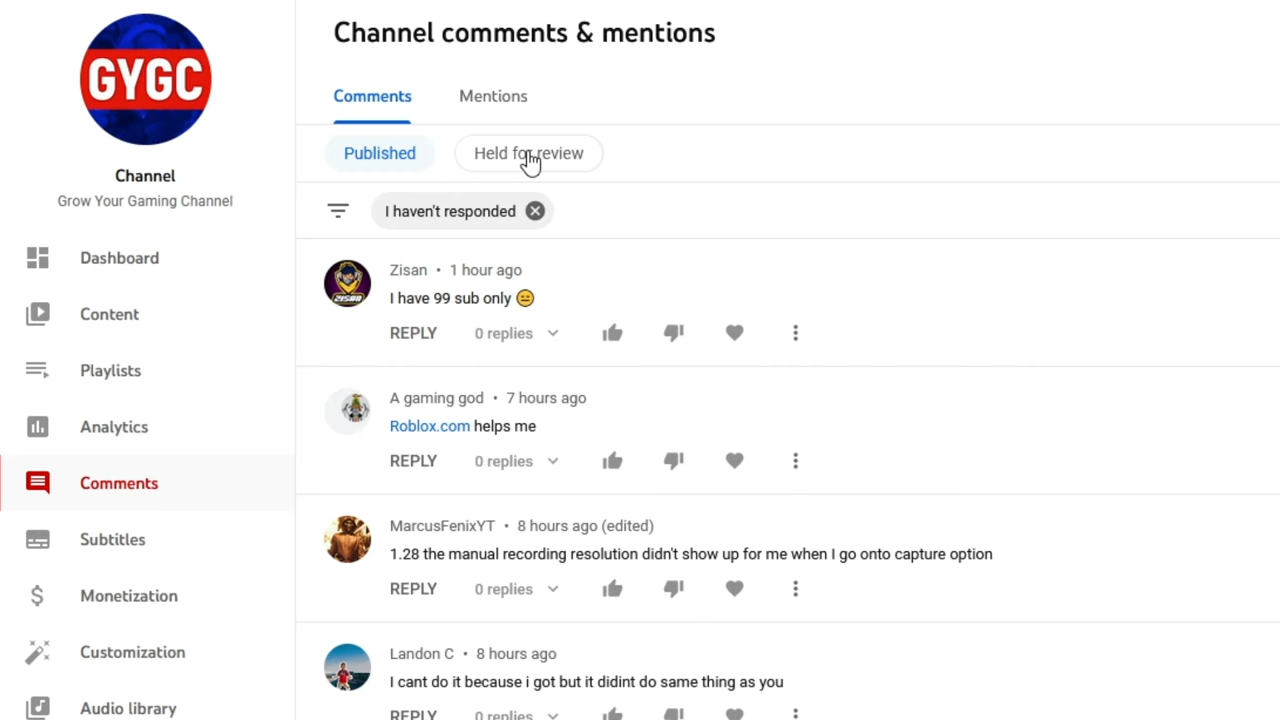 Channel comments & mentions
GYGC
Channel
Grow Your Gaming Channel
Dashboard
Content
Playlists
Analytics
Comments
Subtitles
Monetization
Customization
Audio library
Comments Mentions
Published Held for review
I haven't responded
Zisan • 1 hour ago
I have 99 sub only 😐
REPLY 0 replies
A gaming god • 7 hours ago
Roblox.com helps me
REPLY 0 replies
MarcusFenixYT • 8 hours ago (edited)
1.28 the manual recording resolution didn't show up for me when I go onto capture option
REPLY 0 replies
Landon C • 8 hours ago
I cant do it because i got but it didint do same thing as you
REPLY 0 replies